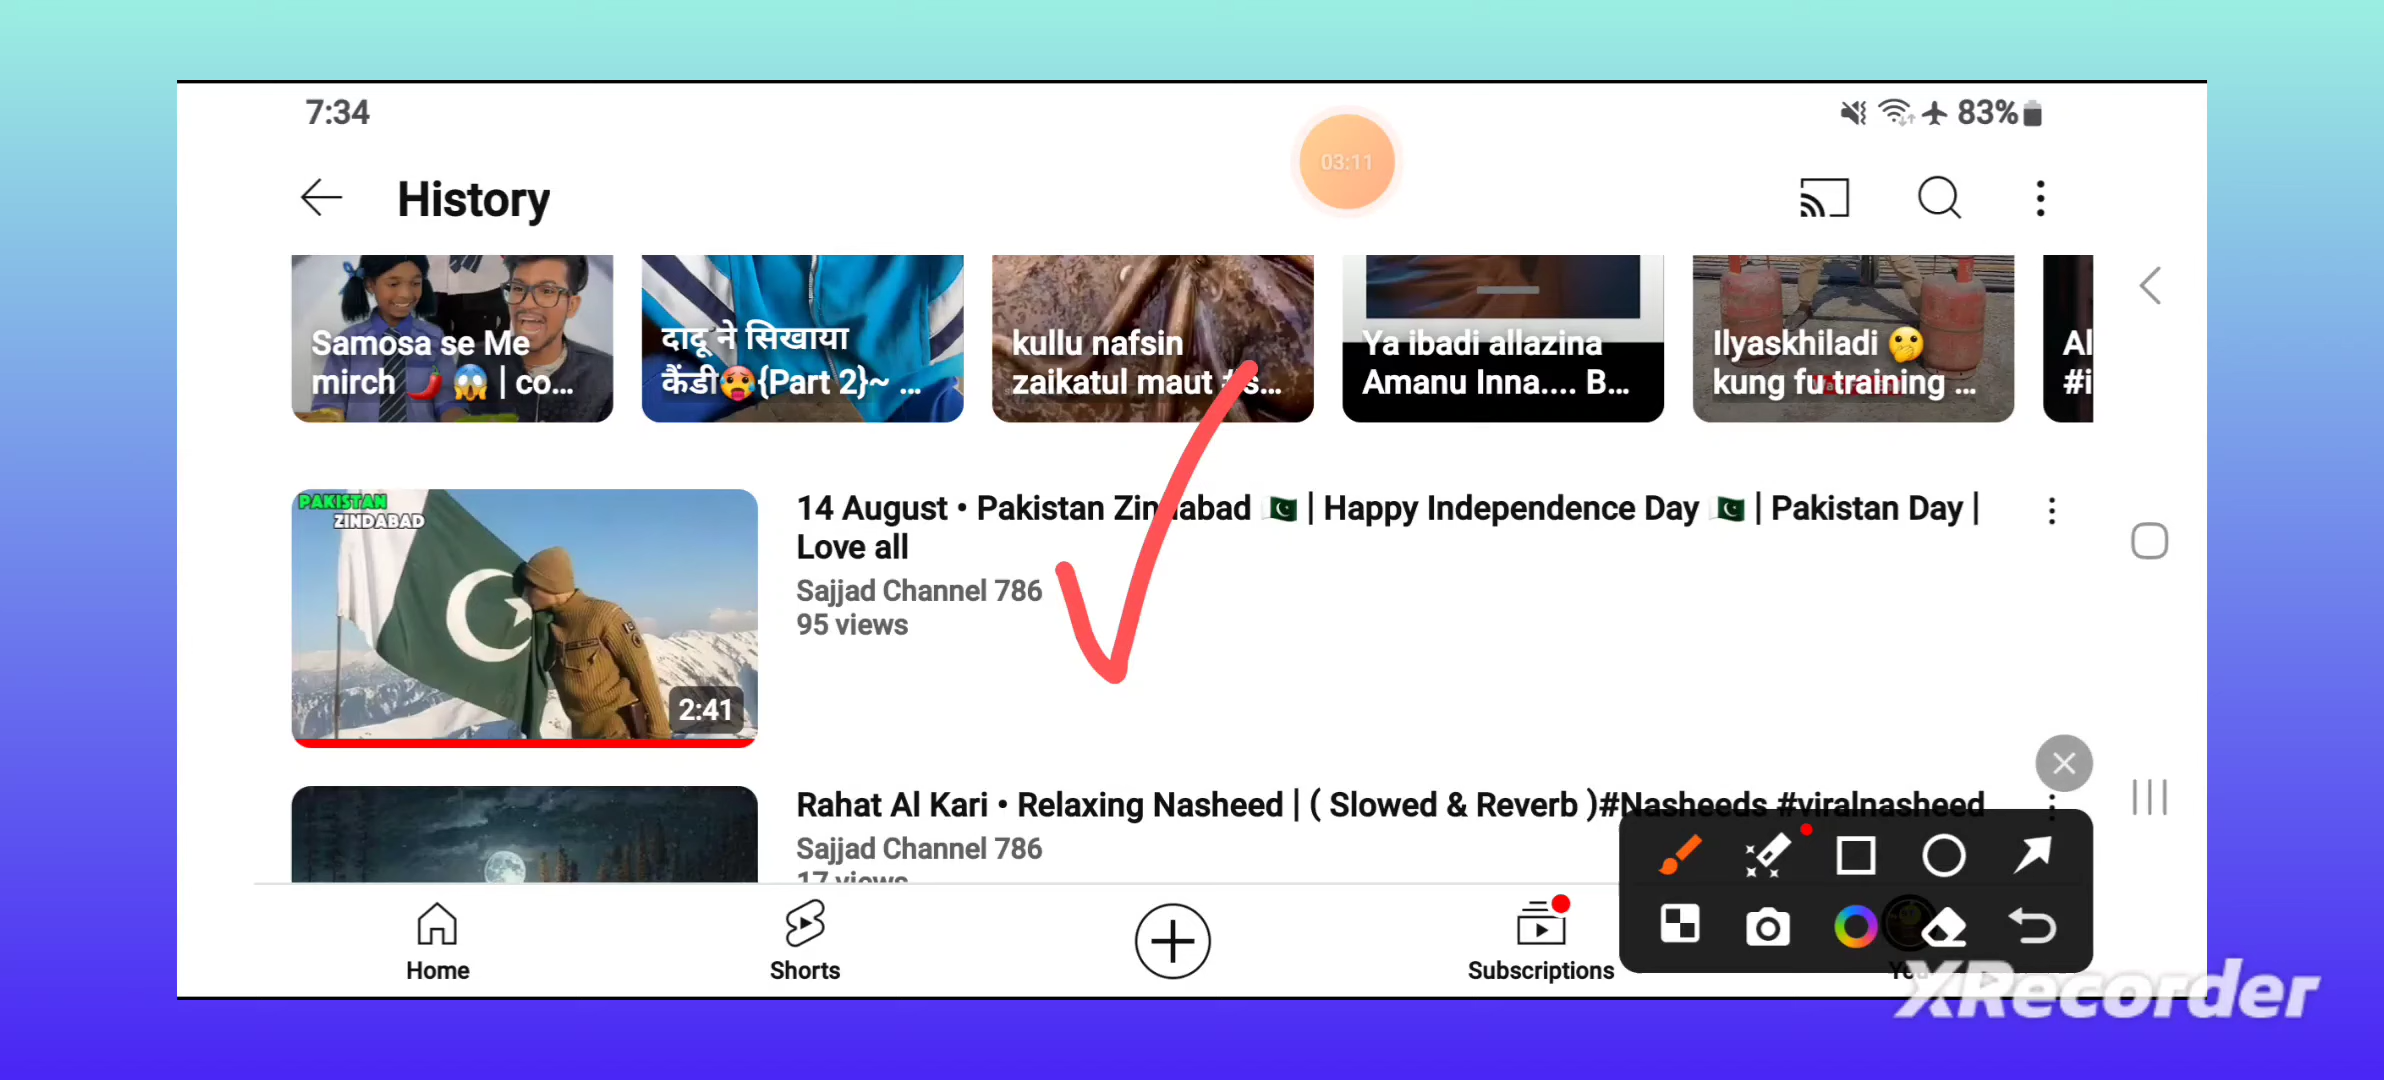 7:34
83%
03:11
History
Samosa se Me
mirch 🌶️ 😱 | co...
दादू ने सिखाया
कैंडी🥵{Part 2}~ ...
kullu nafsin
zaikatul maut #s...
Ya ibadi allazina
Amanu Inna.... B...
Ilyaskhiladi 🤭
kung fu training ...
Al
#i
PAKISTAN
ZINDABAD
2:41
14 August • Pakistan Zindabad 🇵🇰 | Happy Independence Day 🇵🇰 | Pakistan Day |
Love all
Sajjad Channel 786
95 views
Rahat Al Kari • Relaxing Nasheed | ( Slowed & Reverb )#Nasheeds #viralnasheed
Sajjad Channel 786
17 views
Home
Shorts
Subscriptions
XRecorder